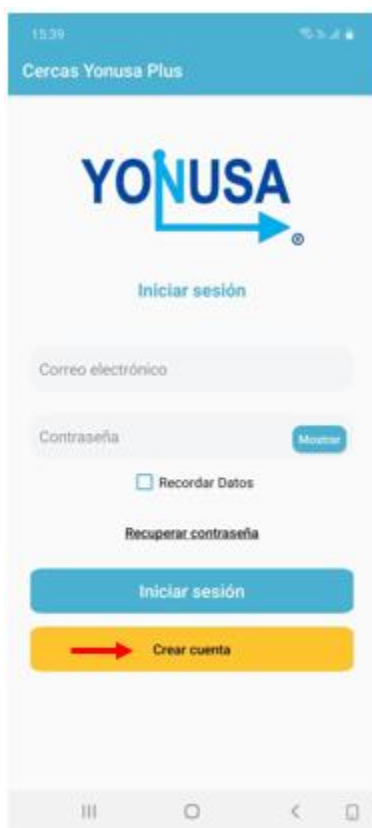 15:39
Cercas Yonusa Plus
YONUSA
®
Iniciar sesión
Correo electrónico
Contraseña
Mostrar
Recordar Datos
Recuperar contraseña
Iniciar sesión
Crear cuenta